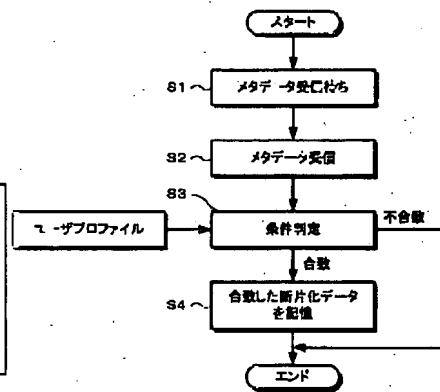 スタート
S1 メタデータ受信待ち
S2 メタデータ受信
S3
ユーザプロファイル 条件判定 不合致
合致
S4 合致した断片化データ
を記憶
エンド